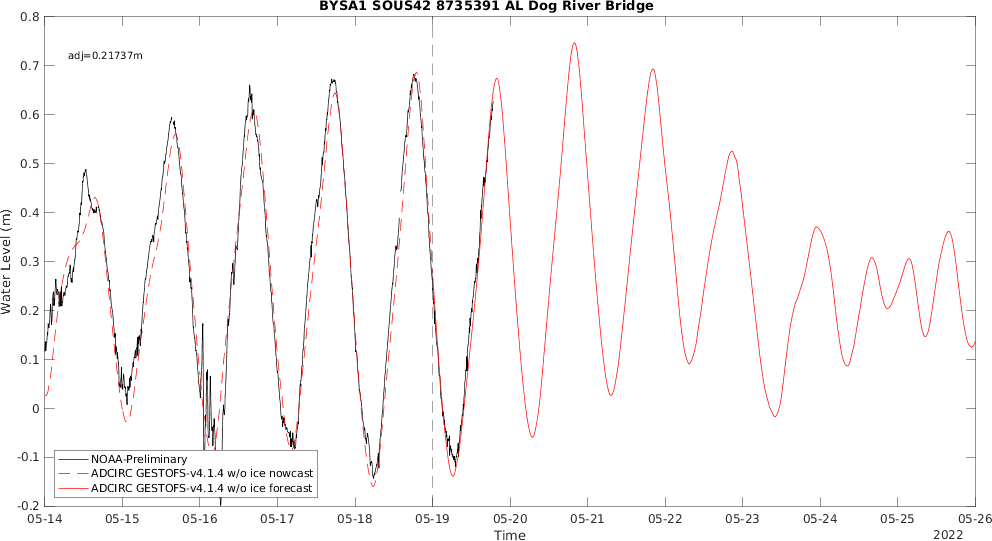 BYSA1 SOUS42 8735391 AL Dog River Bridge
adj=0.21737m
Water Level (m)
0.8
0.7
0.6
0.5
0.4
0.3
0.2
0.1
0
-0.1
-0.2
NOAA-Preliminary
ADCIRC GESTOFS-v4.1.4 w/o ice nowcast
ADCIRC GESTOFS-v4.1.4 w/o ice forecast
05-14 05-15 05-16 05-17 05-18 05-19 05-20 05-21 05-22 05-23 05-24 05-25 05-26
Time
2022